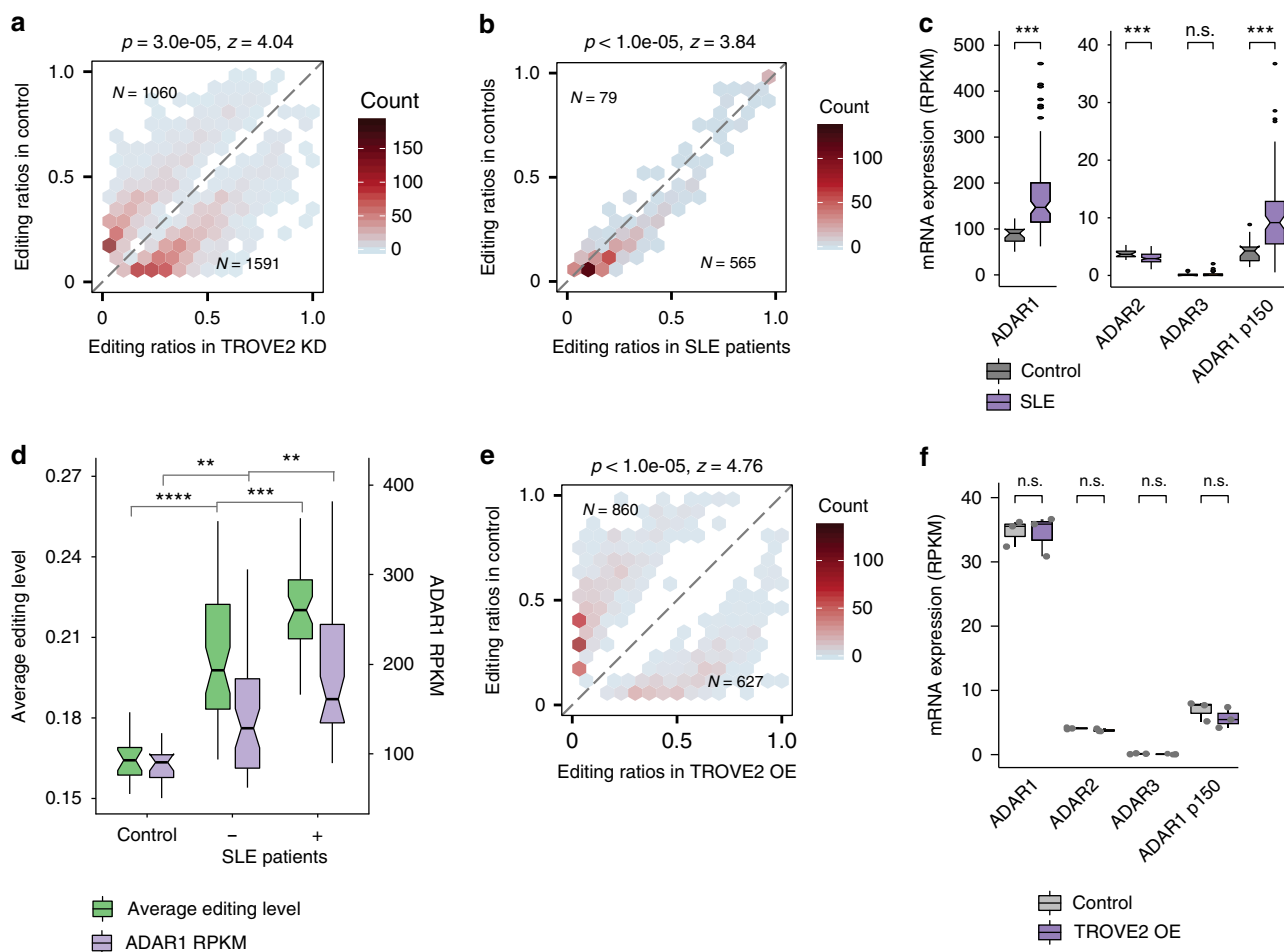 a
p = 3.0e-05, z = 4.04
Editing ratios in control
1.0
0.5
0
N = 1060
N = 1591
0 0.5 1.0
Editing ratios in TROVE2 KD
Count
150
100
50
0
b
p < 1.0e-05, z = 3.84
Editing ratios in controls
1.0
0.5
0
N = 79
N = 565
0 0.5 1.0
Editing ratios in SLE patients
Count
100
50
0
c
mRNA expression (RPKM)
500
400
300
200
100
0
***
ADAR1
40
30
20
10
0
*** n.s. ***
ADAR2 ADAR3 ADAR1 p150
Control
SLE
d
Average editing level
0.27
0.24
0.21
0.18
0.15
** **
**** ***
400
300
200
100
ADAR1 RPKM
Control − +
SLE patients
Average editing level
ADAR1 RPKM
e
p < 1.0e-05, z = 4.76
Editing ratios in control
1.0
0.5
0
N = 860
N = 627
0 0.5 1.0
Editing ratios in TROVE2 OE
Count
100
50
0
f
mRNA expression (RPKM)
40
30
20
10
0
n.s. n.s. n.s. n.s.
ADAR1 ADAR2 ADAR3 ADAR1 p150
Control
TROVE2 OE